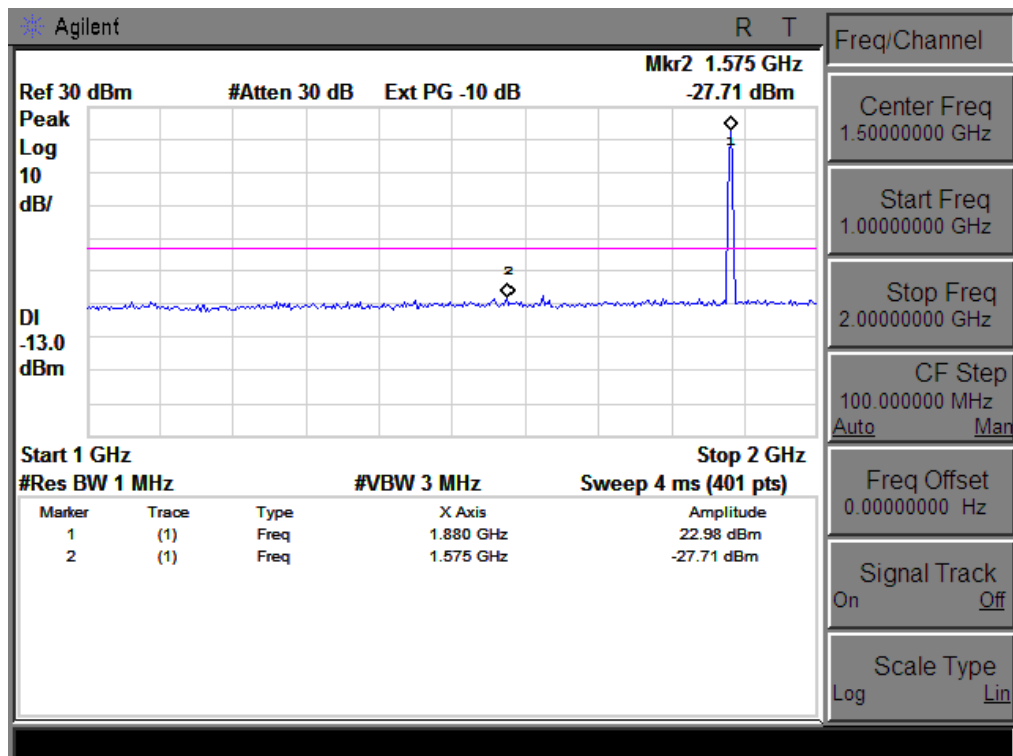 Agilent R T
Mkr2 1.575 GHz
Ref 30 dBm #Atten 30 dB Ext PG -10 dB -27.71 dBm
Peak
Log
10
dB/
1
2
DI
-13.0
dBm
Start 1 GHz Stop 2 GHz
#Res BW 1 MHz #VBW 3 MHz Sweep 4 ms (401 pts)
Marker Trace Type X Axis Amplitude
1 (1) Freq 1.880 GHz 22.98 dBm
2 (1) Freq 1.575 GHz -27.71 dBm
Freq/Channel
Center Freq
1.50000000 GHz
Start Freq
1.00000000 GHz
Stop Freq
2.00000000 GHz
CF Step
100.000000 MHz
Auto Man
Freq Offset
0.00000000 Hz
Signal Track
On Off
Scale Type
Log Lin